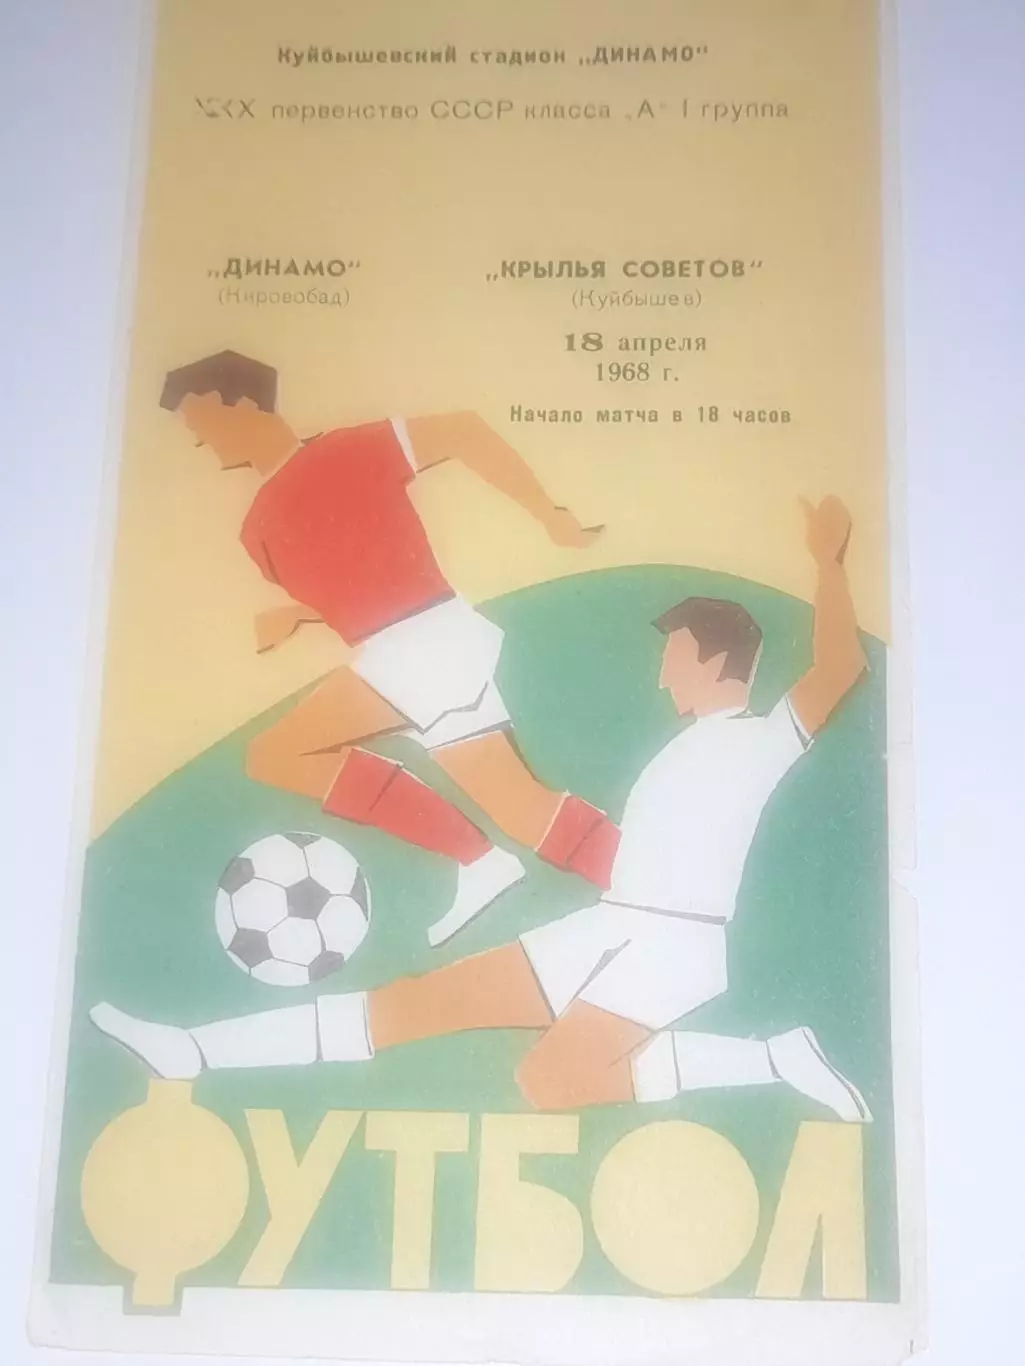 Куйбышевский стадион „ДИНАМО"
XXX первенство СССР класса „А" I группа
„ДИНАМО"
(Кировобад)
„КРЫЛЬЯ СОВЕТОВ"
(Куйбышев)
18 апреля
1968 г.
Начало матча в 18 часов
ФУТБОЛ